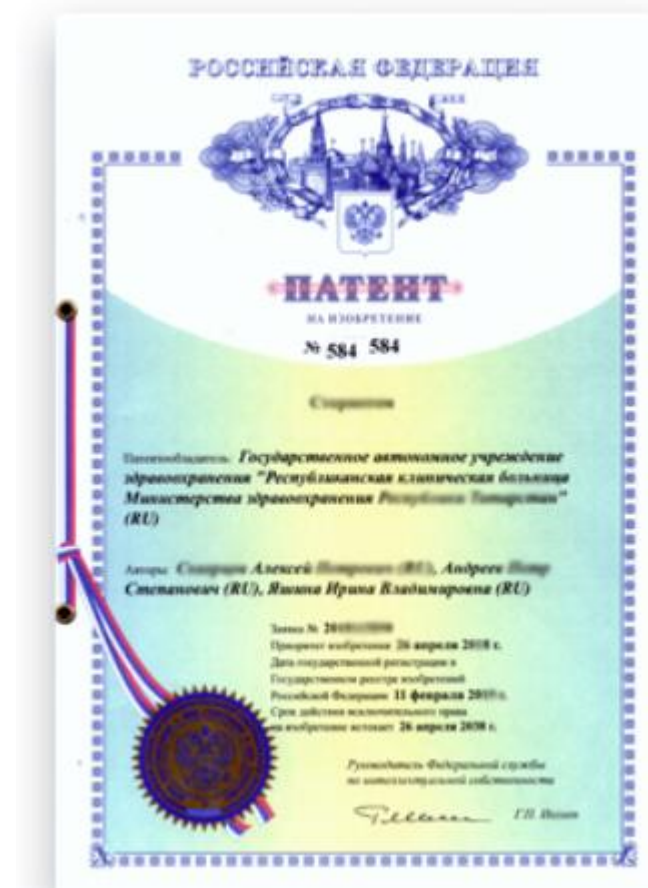 РОССИЙСКАЯ ФЕДЕРАЦИЯ
ПАТЕНТ
НА ИЗОБРЕТЕНИЕ
№ 584 584
Патентообладатель: Государственное автономное учреждение
здравоохранения "Республиканская клиническая больница
Министерства здравоохранения
(RU)
Авторы: Алексей Андреев
Степанович (RU), Яшина Ирина Владимировна (RU)
Заявка №
Приоритет изобретения 26 апреля 2018 г.
Дата государственной регистрации в
Государственном реестре изобретений
Российской Федерации 11 февраля
Срок действия исключительного права
на изобретение истекает 26 апреля 2038 г.
Руководитель Федеральной службы
по интеллектуальной собственности
Г.П. Ивлиев